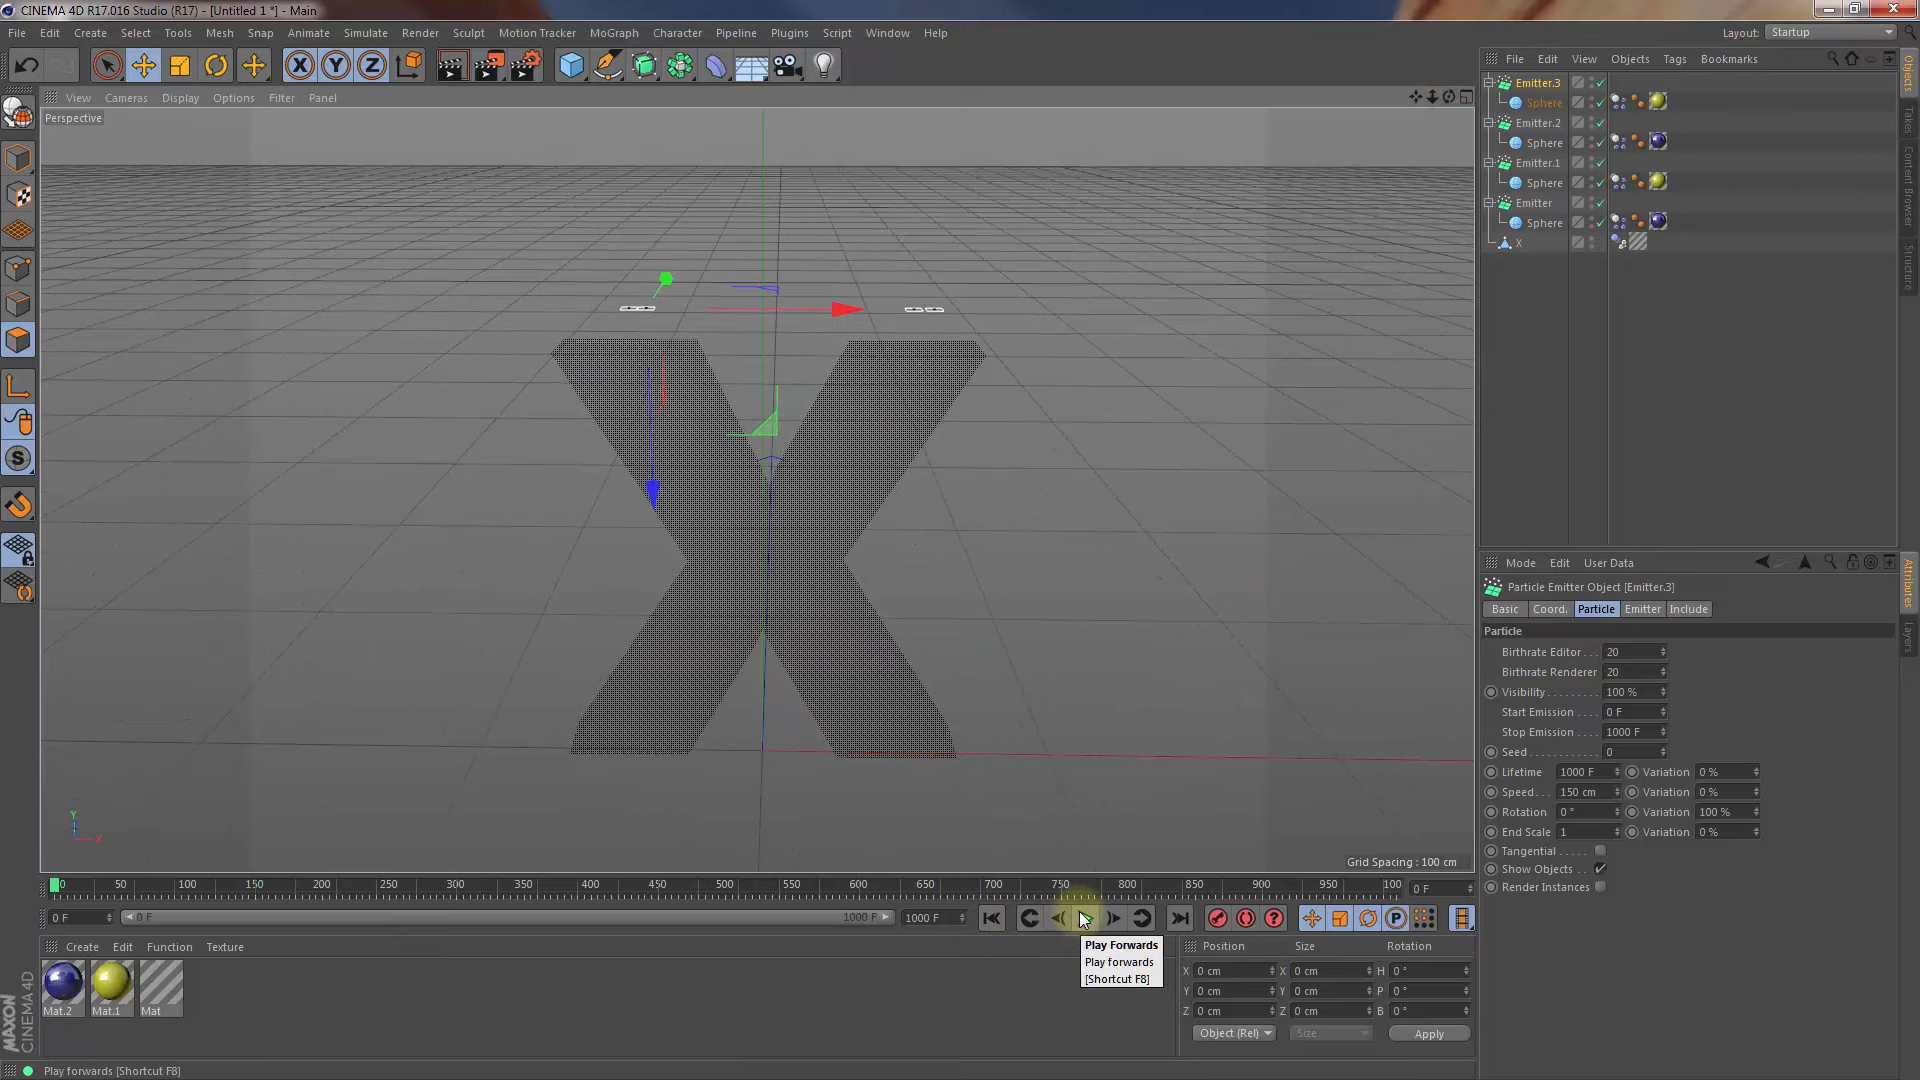 CINEMA 4D R17.016 Studio (R17) - [Untitled 1 *] - Main
File Edit Create Select Tools Mesh Snap Animate Simulate Render Sculpt Motion Tracker MoGraph Character Pipeline Plugins Script Window Help
Layout: Startup
View Cameras Display Options Filter Panel
Perspective
Grid Spacing : 100 cm
Y
X
0 50 100 150 200 250 300 350 400 450 500 550 600 650 700 750 800 850 900 950 100
0 F
0 F
0 F
1000 F
1000 F
Play Forwards
Play forwards
[Shortcut F8]
Create Edit Function Texture
Mat.2 Mat.1 Mat
MAXON
CINEMA 4D
Position Size Rotation
X 0 cm X 0 cm H 0 °
Y 0 cm Y 0 cm P 0 °
Z 0 cm Z 0 cm B 0 °
Object (Rel) Size Apply
Play forwards [Shortcut F8]
File Edit View Objects Tags Bookmarks
Emitter.3
Sphere
Emitter.2
Sphere
Emitter.1
Sphere
Emitter
Sphere
X
Objects
Takes
Content Browser
Structure
Mode Edit User Data
Particle Emitter Object [Emitter.3]
Basic Coord. Particle Emitter Include
Particle
Birthrate Editor . . . 20
Birthrate Renderer 20
Visibility . . . . . . . . . 100 %
Start Emission . . . . 0 F
Stop Emission . . . . 1000 F
Seed . . . . . . . . . . . . 0
Lifetime 1000 F Variation 0 %
Speed . . . 150 cm Variation 0 %
Rotation 0 ° Variation 100 %
End Scale 1 Variation 0 %
Tangential . . . . .
Show Objects . .
Render Instances
Attributes
Layers